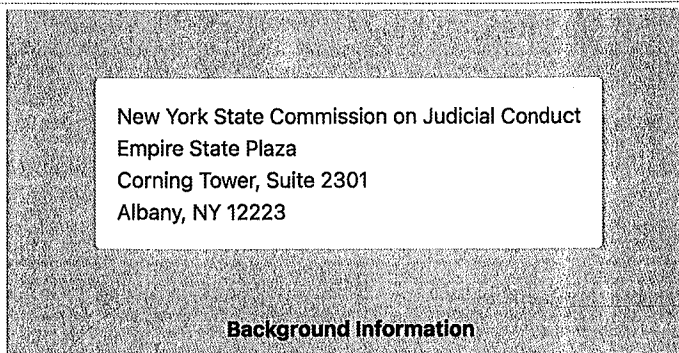 New York State Commission on Judicial Conduct
Empire State Plaza
Corning Tower, Suite 2301
Albany, NY 12223
Background Information